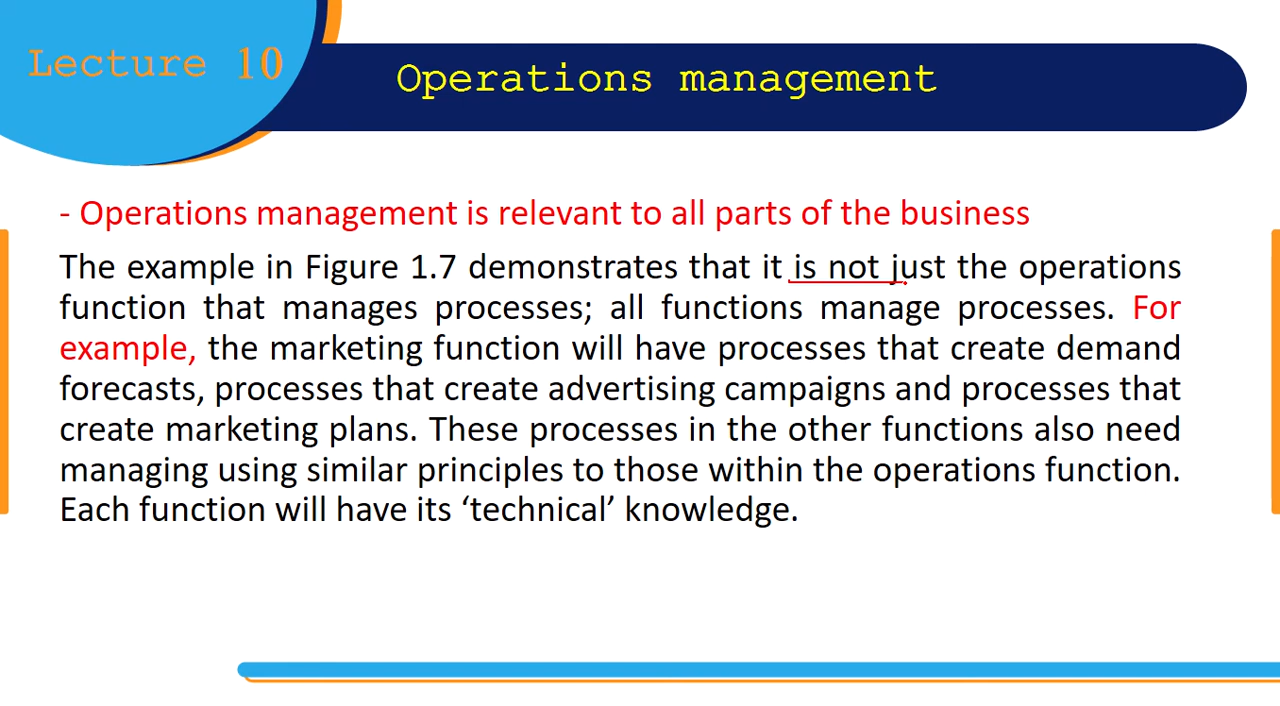 Lecture 10
Operations management
- Operations management is relevant to all parts of the business
The example in Figure 1.7 demonstrates that it is not just the operations
function that manages processes; all functions manage processes. For
example, the marketing function will have processes that create demand
forecasts, processes that create advertising campaigns and processes that
create marketing plans. These processes in the other functions also need
managing using similar principles to those within the operations function.
Each function will have its ‘technical’ knowledge.